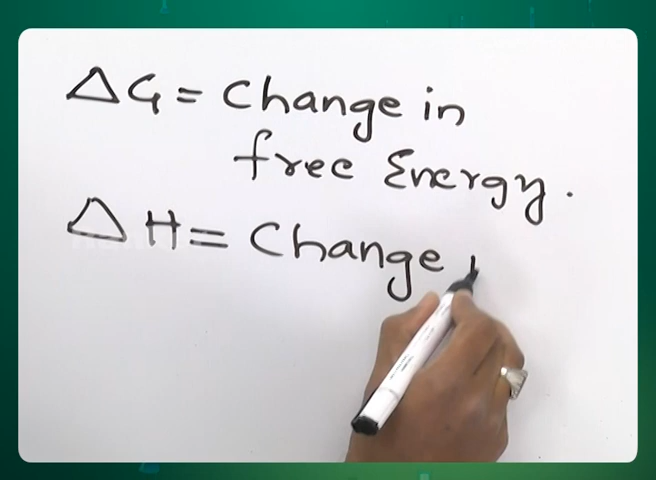 ΔG = Change in
free Energy.
ΔH = Change